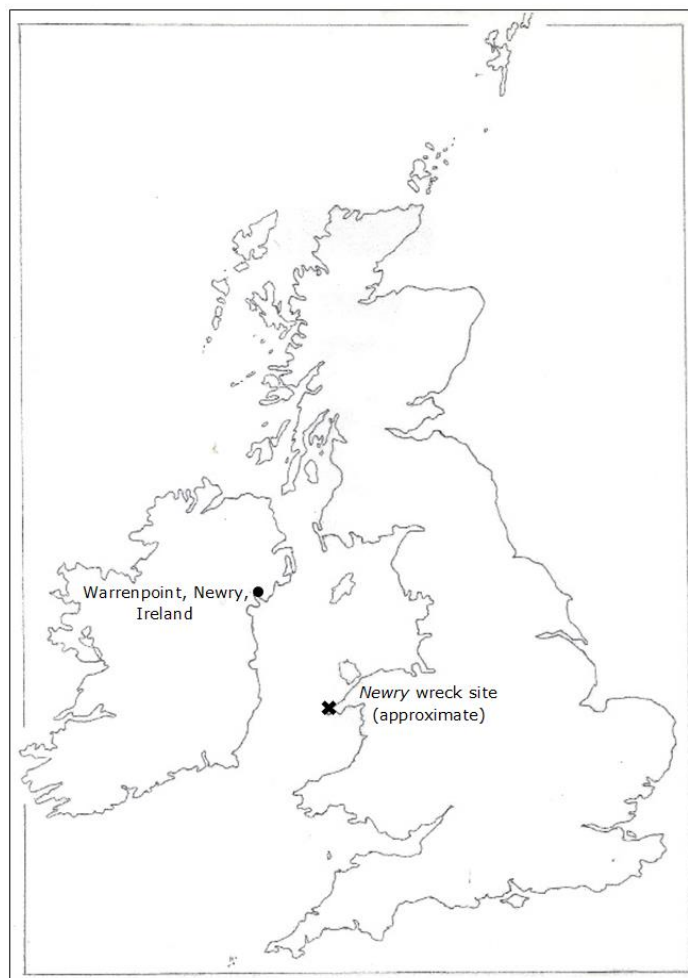 Warrenpoint, Newry,
Ireland
Newry wreck site
(approximate)